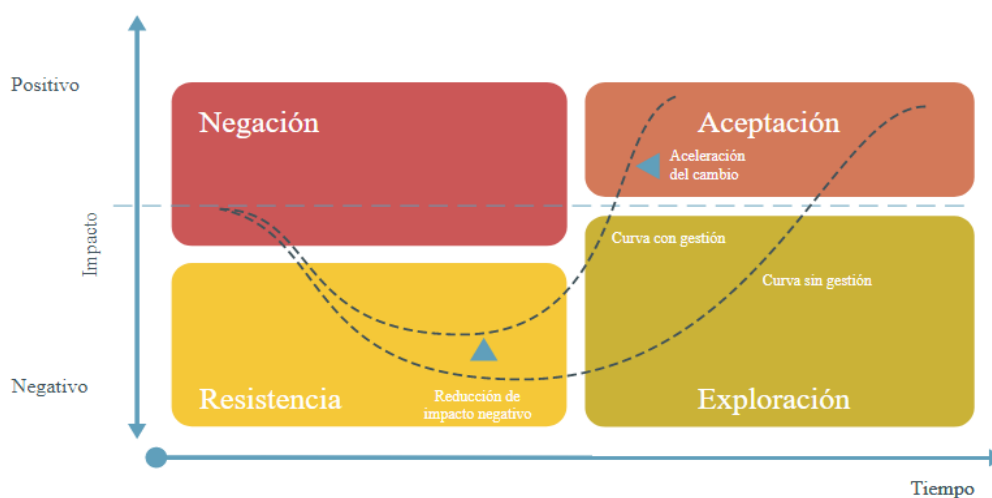 Positivo
Negación
Aceptación
Aceleración
del cambio
Impacto
Curva con gestión
Curva sin gestión
Negativo
Resistencia
Reducción de
impacto negativo
Exploración
Tiempo